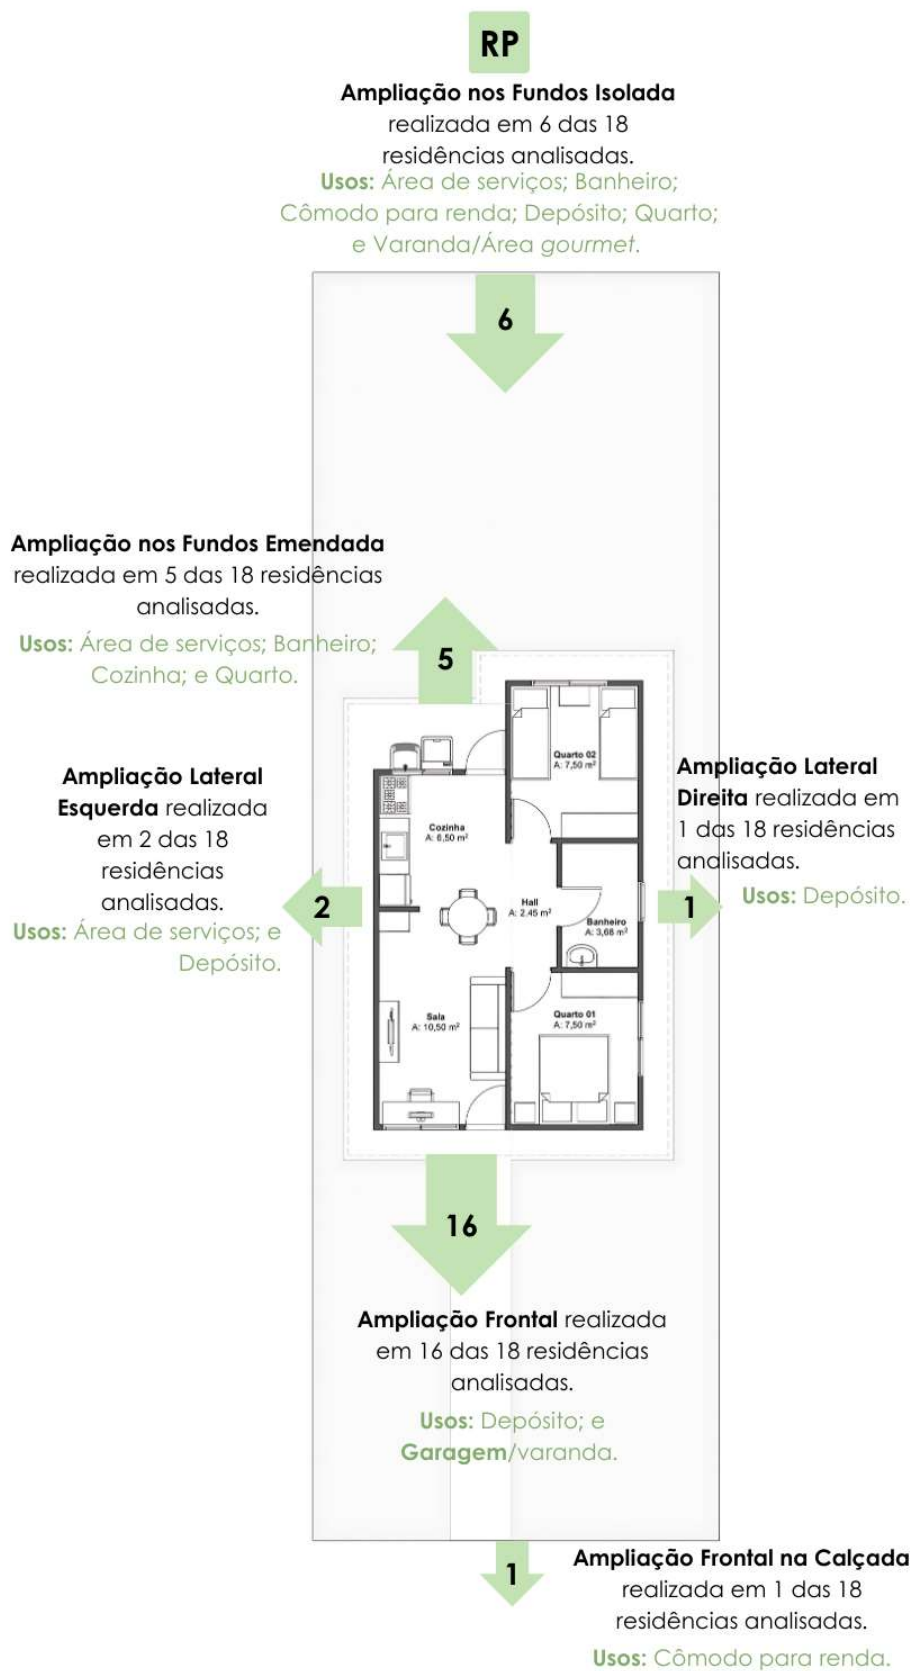 RP
Ampliação nos Fundos Isolada
realizada em 6 das 18
residências analisadas.
Usos: Área de serviços; Banheiro;
Cômodo para renda; Depósito; Quarto;
e Varanda/Área gourmet.
6
Ampliação nos Fundos Emendada
realizada em 5 das 18 residências
analisadas.
Usos: Área de serviços; Banheiro;
Cozinha; e Quarto.
5
Quarto 02
A: 7,50 m²
Ampliação Lateral
Esquerda realizada
em 2 das 18
residências
analisadas.
Usos: Área de serviços; e
Depósito.
2
Cozinha
A: 6,50 m²
Hall
A: 2.45 m²
Banheiro
A: 3,68 m²
Ampliação Lateral
Direita realizada em
1 das 18 residências
analisadas.
Usos: Depósito.
1
Sala
A: 10,50 m²
Quarto 01
A: 7,50 m²
16
Ampliação Frontal realizada
em 16 das 18 residências
analisadas.
Usos: Depósito; e
Garagem/varanda.
1
Ampliação Frontal na Calçada
realizada em 1 das 18
residências analisadas.
Usos: Cômodo para renda.